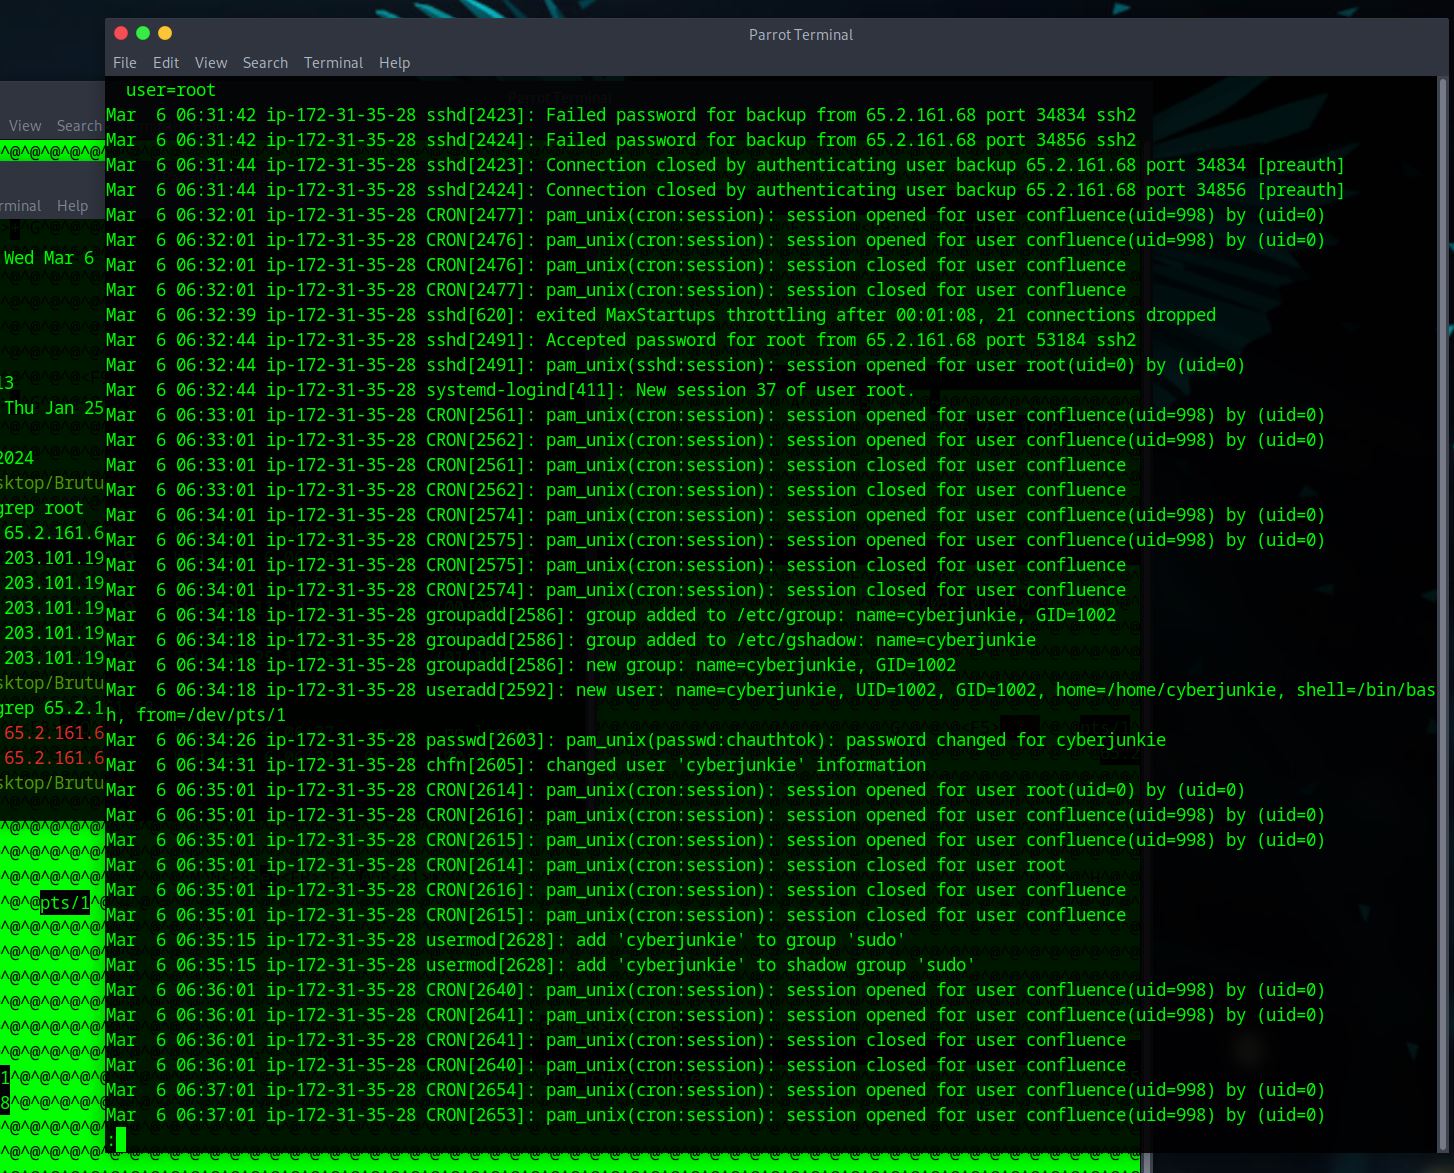 Parrot Terminal
File Edit View Search Terminal Help
user=root
Mar  6 06:31:42 ip-172-31-35-28 sshd[2423]: Failed password for backup from 65.2.161.68 port 34834 ssh2
Mar  6 06:31:42 ip-172-31-35-28 sshd[2424]: Failed password for backup from 65.2.161.68 port 34856 ssh2
Mar  6 06:31:44 ip-172-31-35-28 sshd[2423]: Connection closed by authenticating user backup 65.2.161.68 port 34834 [preauth]
Mar  6 06:31:44 ip-172-31-35-28 sshd[2424]: Connection closed by authenticating user backup 65.2.161.68 port 34856 [preauth]
Mar  6 06:32:01 ip-172-31-35-28 CRON[2477]: pam_unix(cron:session): session opened for user confluence(uid=998) by (uid=0)
Mar  6 06:32:01 ip-172-31-35-28 CRON[2476]: pam_unix(cron:session): session opened for user confluence(uid=998) by (uid=0)
Mar  6 06:32:01 ip-172-31-35-28 CRON[2476]: pam_unix(cron:session): session closed for user confluence
Mar  6 06:32:01 ip-172-31-35-28 CRON[2477]: pam_unix(cron:session): session closed for user confluence
Mar  6 06:32:39 ip-172-31-35-28 sshd[620]: exited MaxStartups throttling after 00:01:08, 21 connections dropped
Mar  6 06:32:44 ip-172-31-35-28 sshd[2491]: Accepted password for root from 65.2.161.68 port 53184 ssh2
Mar  6 06:32:44 ip-172-31-35-28 sshd[2491]: pam_unix(sshd:session): session opened for user root(uid=0) by (uid=0)
Mar  6 06:32:44 ip-172-31-35-28 systemd-logind[411]: New session 37 of user root.
Mar  6 06:33:01 ip-172-31-35-28 CRON[2561]: pam_unix(cron:session): session opened for user confluence(uid=998) by (uid=0)
Mar  6 06:33:01 ip-172-31-35-28 CRON[2562]: pam_unix(cron:session): session opened for user confluence(uid=998) by (uid=0)
Mar  6 06:33:01 ip-172-31-35-28 CRON[2561]: pam_unix(cron:session): session closed for user confluence
Mar  6 06:33:01 ip-172-31-35-28 CRON[2562]: pam_unix(cron:session): session closed for user confluence
Mar  6 06:34:01 ip-172-31-35-28 CRON[2574]: pam_unix(cron:session): session opened for user confluence(uid=998) by (uid=0)
Mar  6 06:34:01 ip-172-31-35-28 CRON[2575]: pam_unix(cron:session): session opened for user confluence(uid=998) by (uid=0)
Mar  6 06:34:01 ip-172-31-35-28 CRON[2575]: pam_unix(cron:session): session closed for user confluence
Mar  6 06:34:01 ip-172-31-35-28 CRON[2574]: pam_unix(cron:session): session closed for user confluence
Mar  6 06:34:18 ip-172-31-35-28 groupadd[2586]: group added to /etc/group: name=cyberjunkie, GID=1002
Mar  6 06:34:18 ip-172-31-35-28 groupadd[2586]: group added to /etc/gshadow: name=cyberjunkie
Mar  6 06:34:18 ip-172-31-35-28 groupadd[2586]: new group: name=cyberjunkie, GID=1002
Mar  6 06:34:18 ip-172-31-35-28 useradd[2592]: new user: name=cyberjunkie, UID=1002, GID=1002, home=/home/cyberjunkie, shell=/bin/bas
h, from=/dev/pts/1
Mar  6 06:34:26 ip-172-31-35-28 passwd[2603]: pam_unix(passwd:chauthtok): password changed for cyberjunkie
Mar  6 06:34:31 ip-172-31-35-28 chfn[2605]: changed user 'cyberjunkie' information
Mar  6 06:35:01 ip-172-31-35-28 CRON[2614]: pam_unix(cron:session): session opened for user root(uid=0) by (uid=0)
Mar  6 06:35:01 ip-172-31-35-28 CRON[2616]: pam_unix(cron:session): session opened for user confluence(uid=998) by (uid=0)
Mar  6 06:35:01 ip-172-31-35-28 CRON[2615]: pam_unix(cron:session): session opened for user confluence(uid=998) by (uid=0)
Mar  6 06:35:01 ip-172-31-35-28 CRON[2614]: pam_unix(cron:session): session closed for user root
Mar  6 06:35:01 ip-172-31-35-28 CRON[2616]: pam_unix(cron:session): session closed for user confluence
Mar  6 06:35:01 ip-172-31-35-28 CRON[2615]: pam_unix(cron:session): session closed for user confluence
Mar  6 06:35:15 ip-172-31-35-28 usermod[2628]: add 'cyberjunkie' to group 'sudo'
Mar  6 06:35:15 ip-172-31-35-28 usermod[2628]: add 'cyberjunkie' to shadow group 'sudo'
Mar  6 06:36:01 ip-172-31-35-28 CRON[2640]: pam_unix(cron:session): session opened for user confluence(uid=998) by (uid=0)
Mar  6 06:36:01 ip-172-31-35-28 CRON[2641]: pam_unix(cron:session): session opened for user confluence(uid=998) by (uid=0)
Mar  6 06:36:01 ip-172-31-35-28 CRON[2641]: pam_unix(cron:session): session closed for user confluence
Mar  6 06:36:01 ip-172-31-35-28 CRON[2640]: pam_unix(cron:session): session closed for user confluence
Mar  6 06:37:01 ip-172-31-35-28 CRON[2654]: pam_unix(cron:session): session opened for user confluence(uid=998) by (uid=0)
Mar  6 06:37:01 ip-172-31-35-28 CRON[2653]: pam_unix(cron:session): session opened for user confluence(uid=998) by (uid=0)
:
View Search
Help
Wed Mar 6
Thu Jan 25
2024
grep root
65.2.161.6
203.101.19
203.101.19
203.101.19
203.101.19
203.101.19
sktop/Brutu
grep 65.2.1
65.2.161.6
65.2.161.6
sktop/Brutu
pts/1